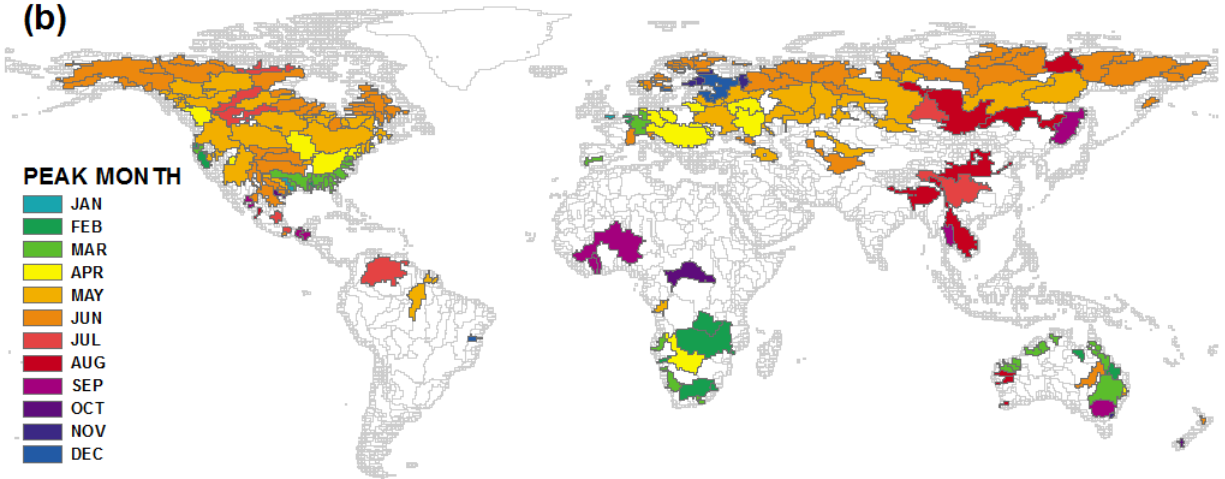 (b)
PEAK MONTH
JAN
FEB
MAR
APR
MAY
JUN
JUL
AUG
SEP
OCT
NOV
DEC